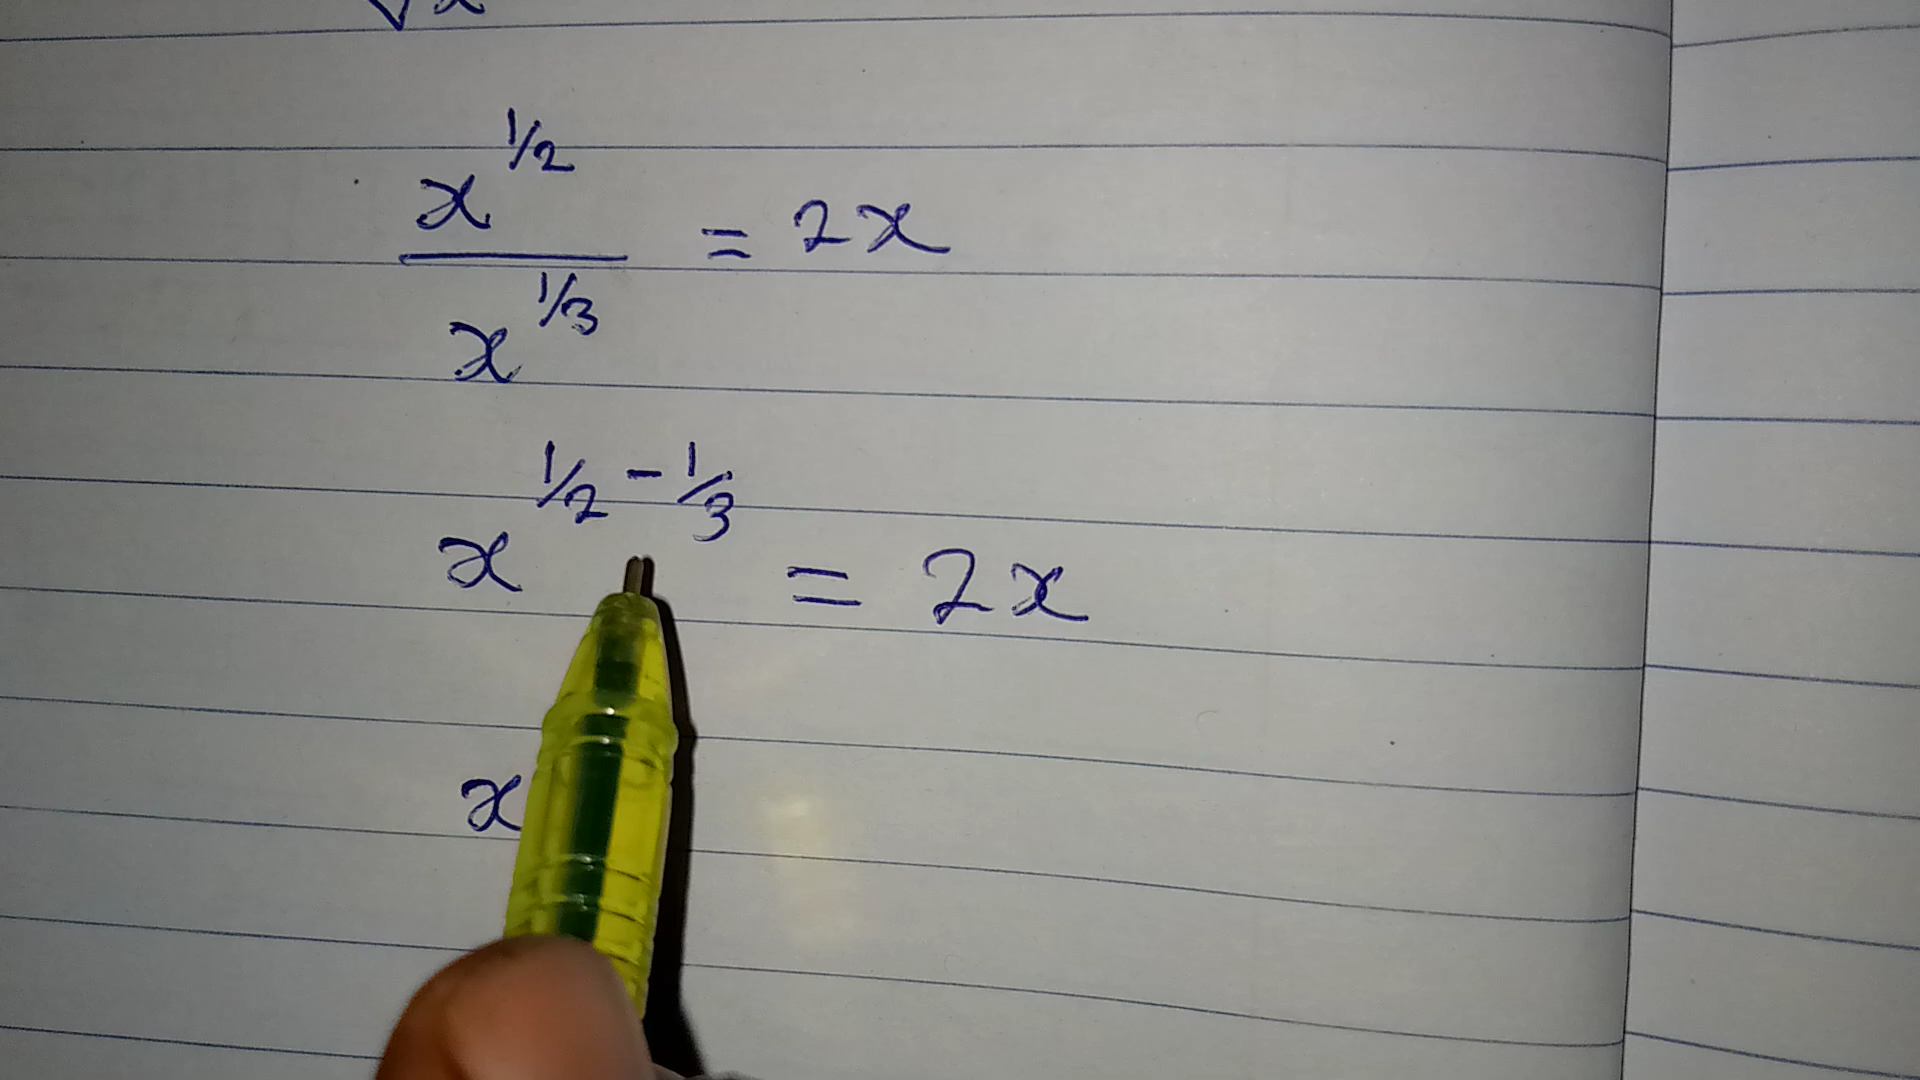 x^{1/2} / x^{1/3} = 2x
x^{1/2 - 1/3} = 2x
x